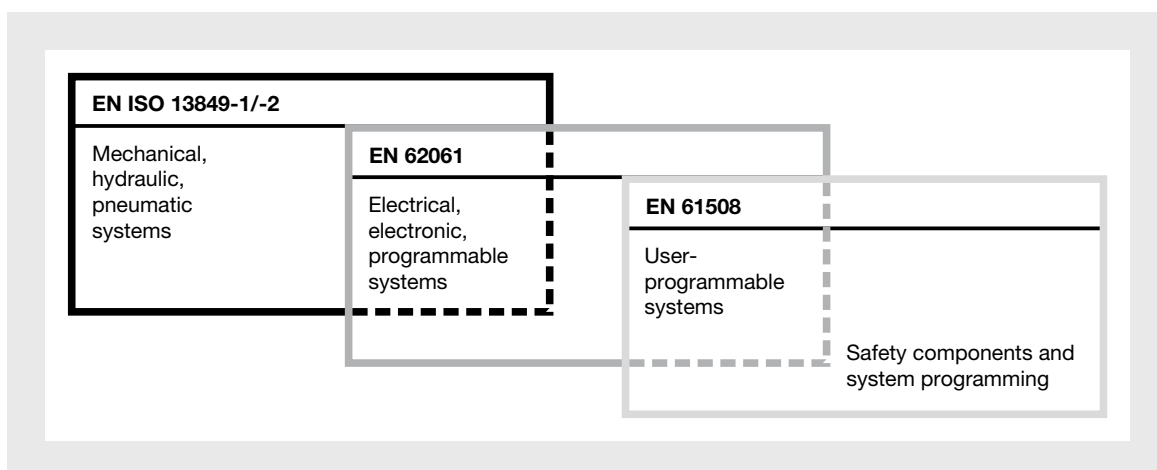 EN ISO 13849-1/-2
Mechanical,
hydraulic,
pneumatic
systems
EN 62061
Electrical,
electronic,
programmable
systems
EN 61508
User-
programmable
systems
Safety components and
system programming